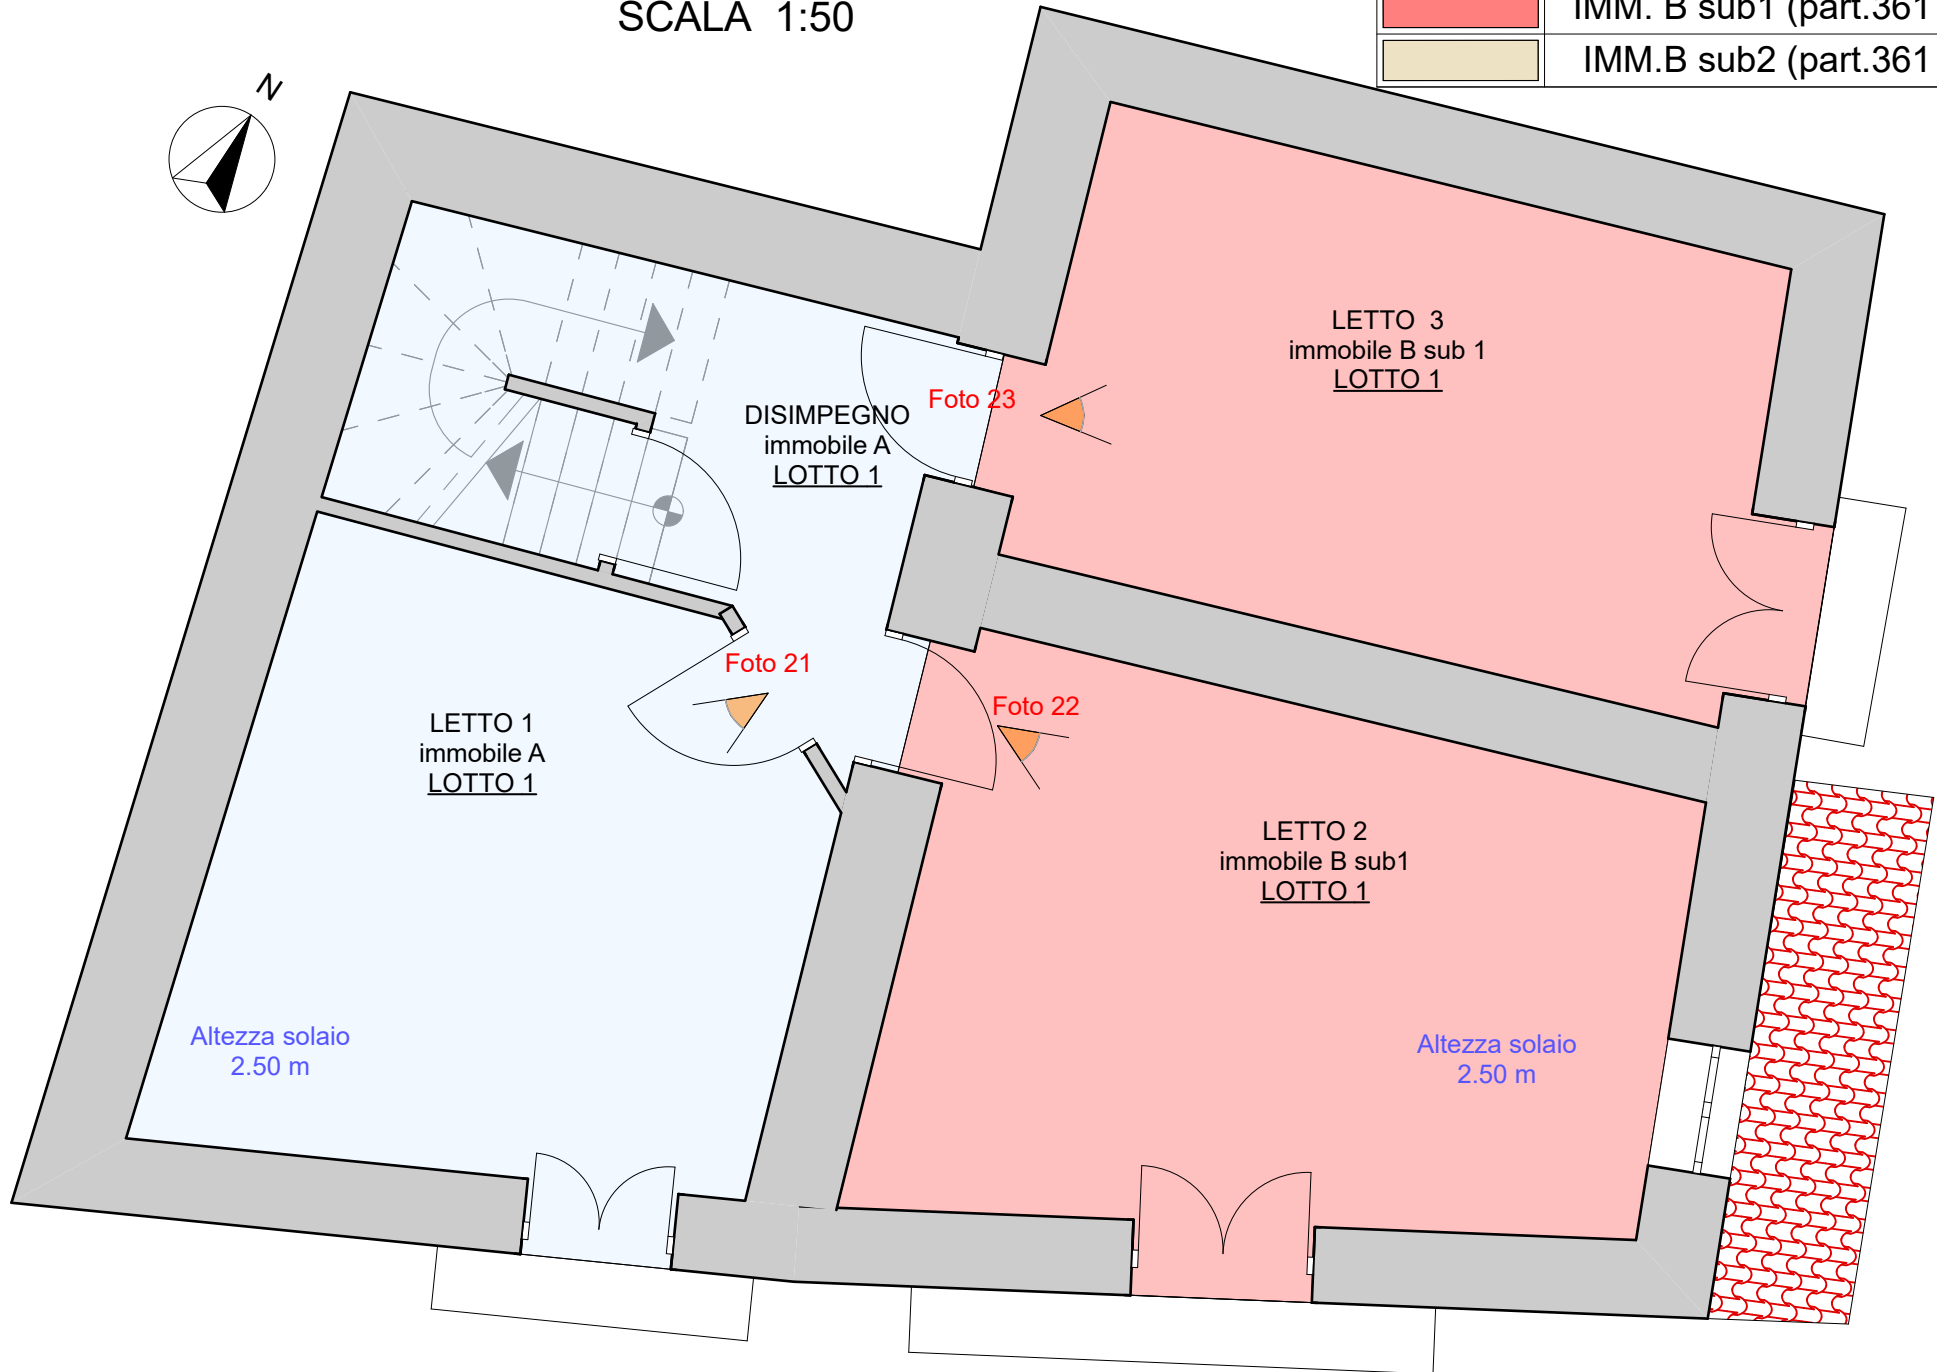 SCALA 1:50
IMM. B sub1 (part.361
IMM.B sub2 (part.361
N
LETTO 3
immobile B sub 1
LOTTO 1
Foto 23
DISIMPEGNO
immobile A
LOTTO 1
Foto 21
Foto 22
LETTO 1
immobile A
LOTTO 1
LETTO 2
immobile B sub1
LOTTO 1
Altezza solaio
2.50 m
Altezza solaio
2.50 m